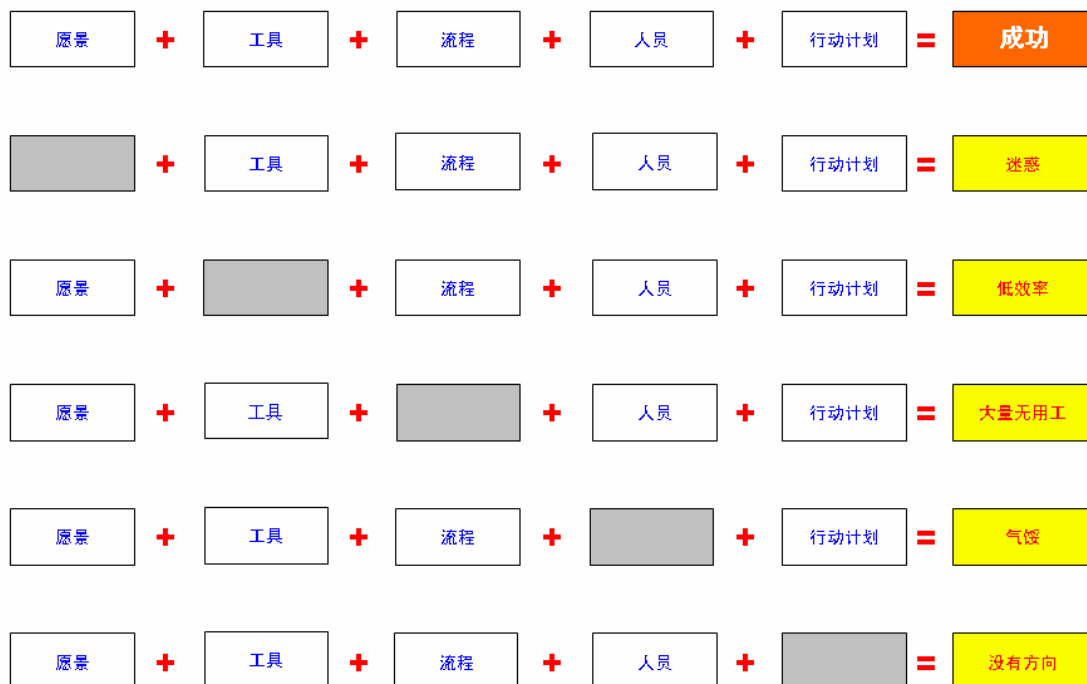 愿景 + 工具 + 流程 + 人员 + 行动计划 = 成功
+ 工具 + 流程 + 人员 + 行动计划 = 迷惑
愿景 + + 流程 + 人员 + 行动计划 = 低效率
愿景 + 工具 + + 人员 + 行动计划 = 大量无用工
愿景 + 工具 + 流程 + + 行动计划 = 气馁
愿景 + 工具 + 流程 + 人员 + = 没有方向